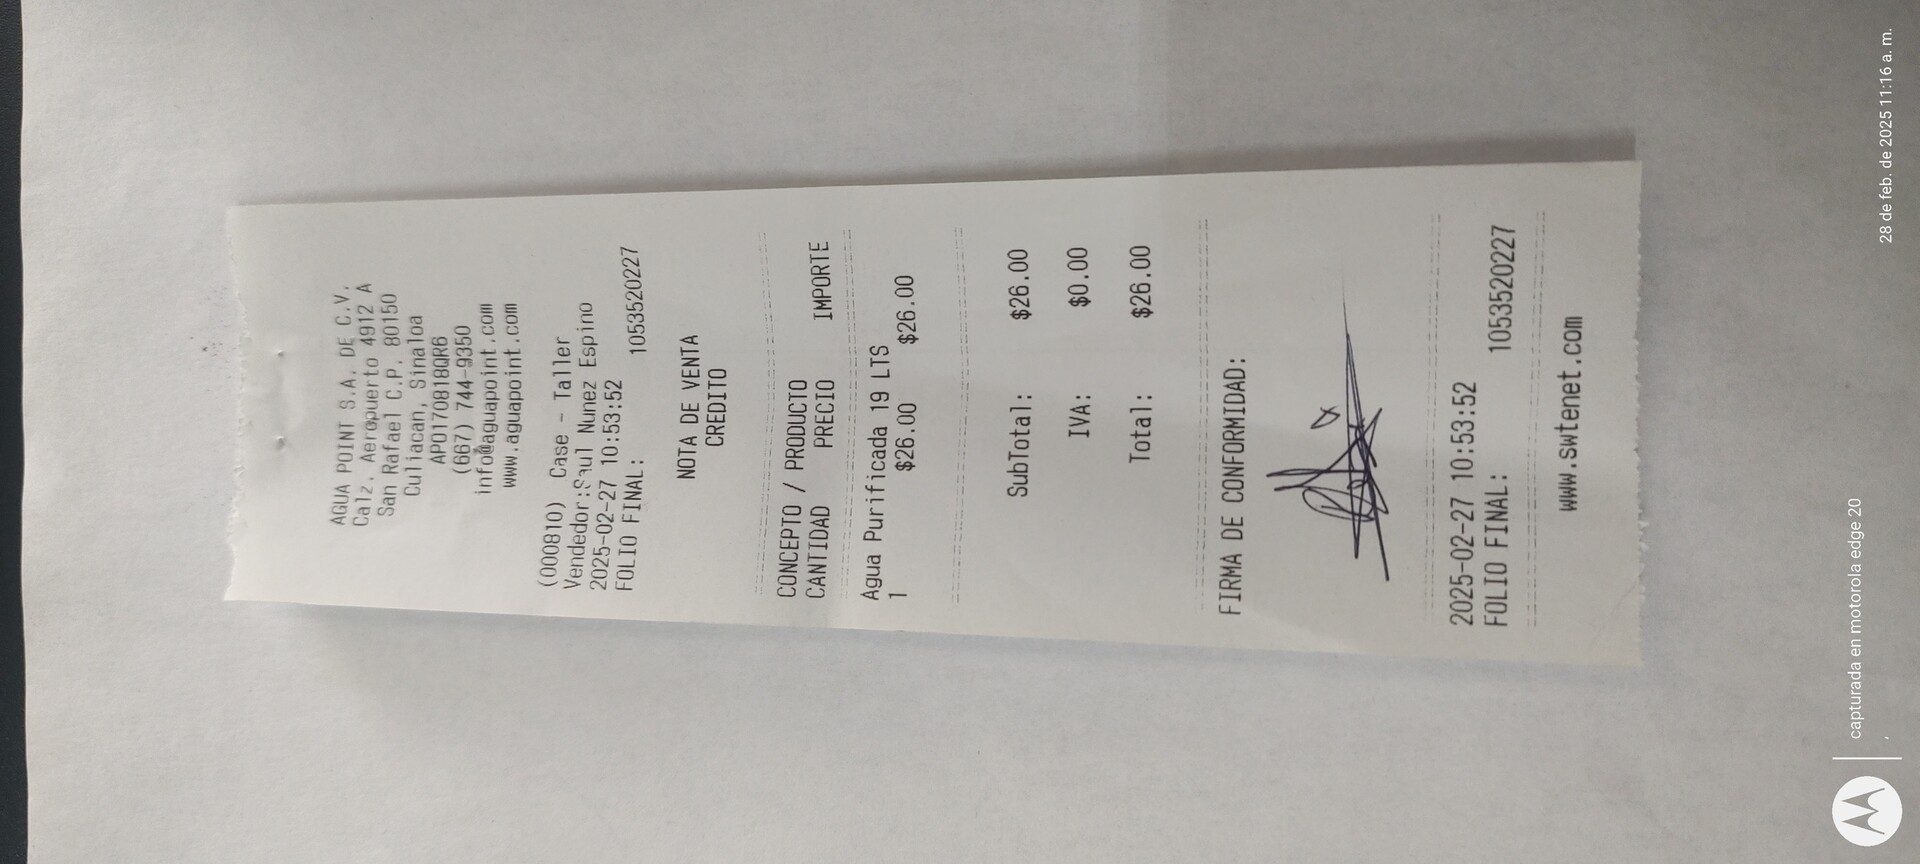 AGUA POINT S.A. DE C.V.
Calz. Aeropuerto 4912 A
San Rafael C.P. 80150
Culiacan, Sinaloa
APO170818QR6
(667) 744-9350
info@aguapoint.com
www.aguapoint.com
(000810) Case - Taller
Vendedor:Saul Nunez Espino
2025-02-27 10:53:52
FOLIO FINAL: 1053520227
NOTA DE VENTA
CREDITO
CONCEPTO / PRODUCTO
CANTIDAD PRECIO IMPORTE
Agua Purificada 19 LTS
1 $26.00 $26.00
SubTotal: $26.00
IVA: $0.00
Total: $26.00
FIRMA DE CONFORMIDAD:
2025-02-27 10:53:52
FOLIO FINAL: 1053520227
www.swtenet.com
capturada en motorola edge 20
28 de feb. de 2025 11:16 a. m.